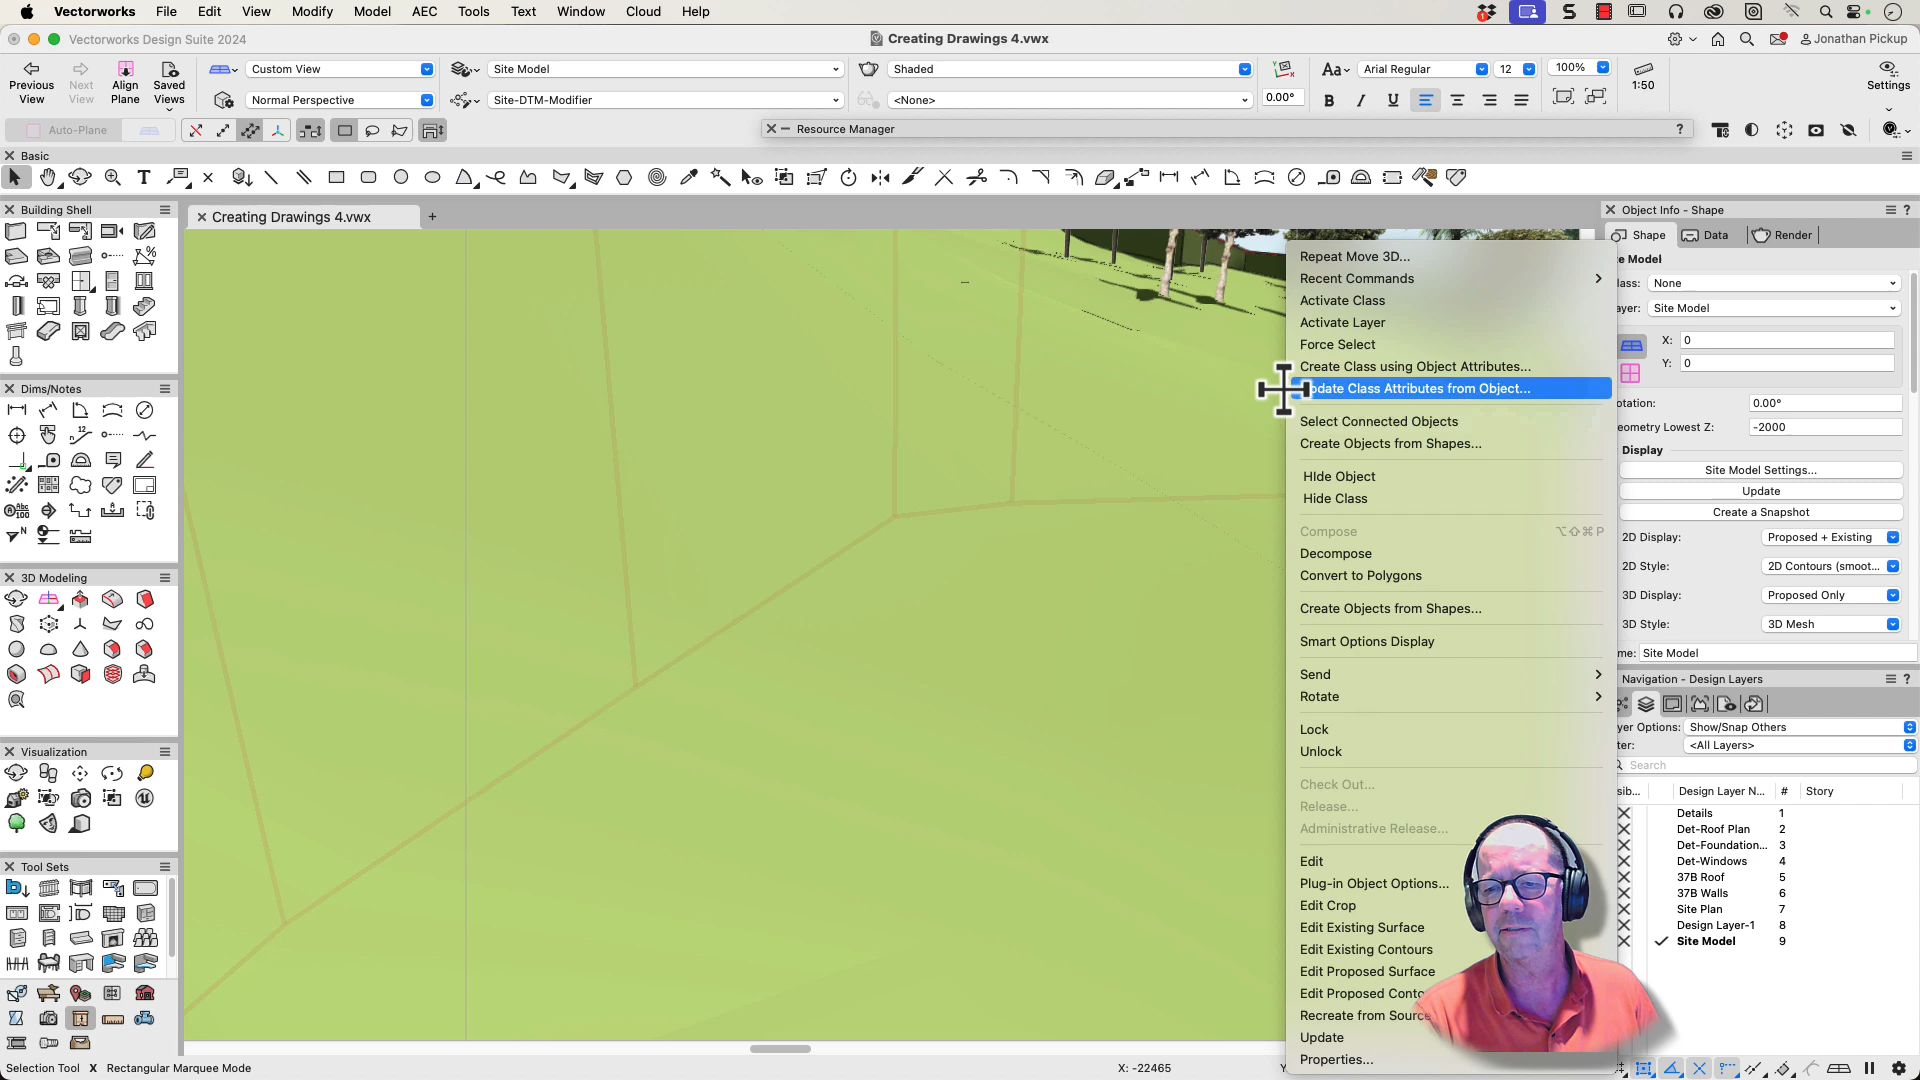 Vectorworks File Edit View Modify Model AEC Tools Text Window Cloud Help
Vectorworks Design Suite 2024
Creating Drawings 4.vwx
Jonathan Pickup
Previous View
Next View
Align Plane
Saved Views
Custom View
Normal Perspective
Site Model
Site-DTM-Modifier
Shaded
<None>
0.00°
Arial Regular
12
100%
1:50
Settings
Auto-Plane
Resource Manager
Basic
Building Shell
Creating Drawings 4.vwx
Dims/Notes
3D Modeling
Visualization
Tool Sets
Repeat Move 3D...
Recent Commands
Activate Class
Activate Layer
Force Select
Create Class using Object Attributes...
pdate Class Attributes from Object...
Select Connected Objects
Create Objects from Shapes...
HIde Object
Hide Class
Compose ⌥⇧⌘P
Decompose
Convert to Polygons
Create Objects from Shapes...
Smart Options Display
Send
Rotate
Lock
Unlock
Check Out...
Release...
Administrative Release...
Edit
Plug-in Object Options...
Edit Crop
Edit Existing Surface
Edit Existing Contours
Edit Proposed Surface
Edit Proposed Conto
Recreate from Source
Update
Properties...
Object Info - Shape
Shape
Data
Render
te Model
lass: None
ayer: Site Model
X: 0
Y: 0
otation: 0.00°
eometry Lowest Z: -2000
Display
Site Model Settings...
Update
Create a Snapshot
2D Display: Proposed + Existing
2D Style: 2D Contours (smoot...
3D Display: Proposed Only
3D Style: 3D Mesh
me: Site Model
Navigation - Design Layers
yer Options: Show/Snap Others
ter: <All Layers>
Search
sib... Design Layer N... # Story
Details 1
Det-Roof Plan 2
Det-Foundation... 3
Det-Windows 4
37B Roof 5
37B Walls 6
Site Plan 7
Design Layer-1 8
Site Model 9
Selection Tool X Rectangular Marquee Mode
X: -22465